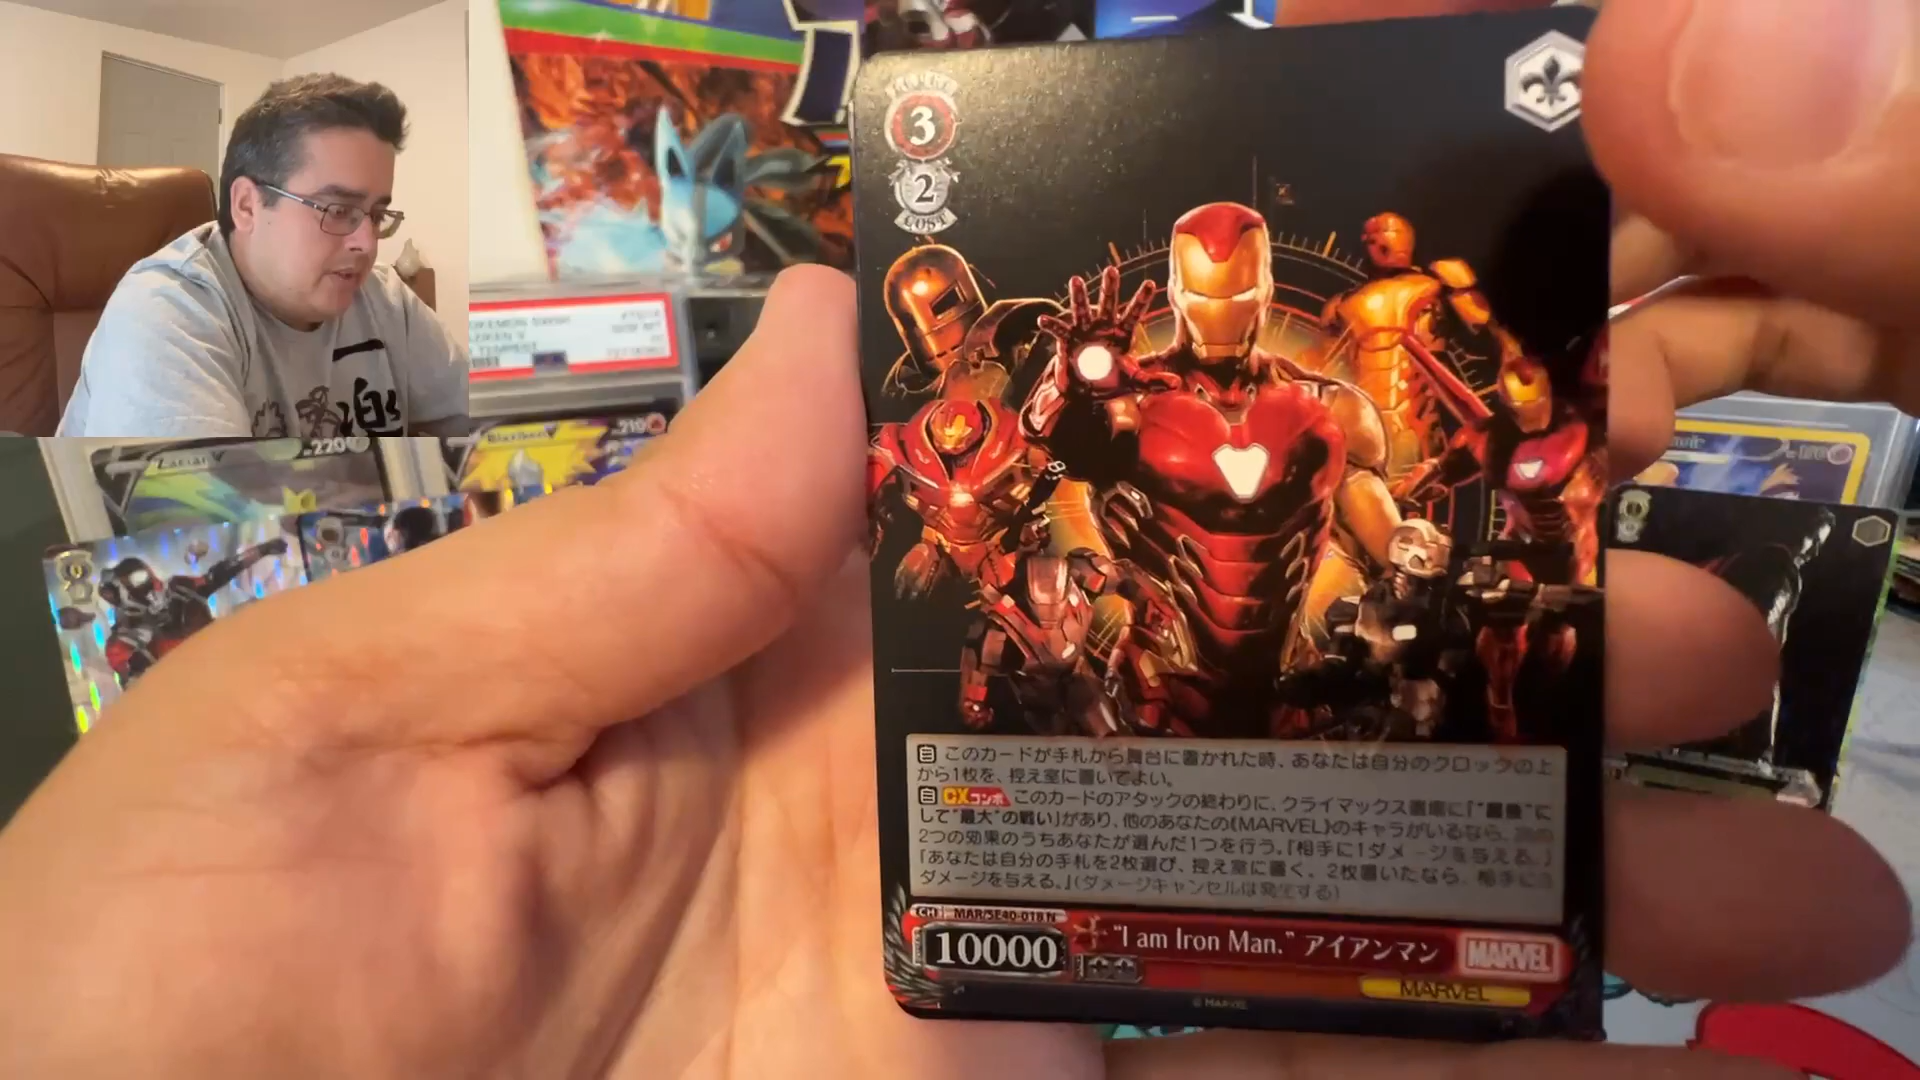 3
2
COST
このカードが手札から舞台に置かれた時、あなたは自分のクロックの上
から1枚を、控え室に置いてよい。
自 CXコンボ このカードのアタックの終わりに、クライマックス置場に「"最後"に
して"最大"の戦い」があり、他のあなたの《MARVEL》のキャラがいるなら、
2つの効果のうちあなたが選んだ1つを行う。『相手に1ダメージを与える。』
『あなたは自分の手札を2枚選び、控え室に置く。2枚置いたなら、相手に
ダメージを与える。』(ダメージキャンセルは発生する)
CH MAR/SE40-018 N
10000
"I am Iron Man." アイアンマン
MARVEL
MARVEL
© MARVEL
Zacian V
220
210